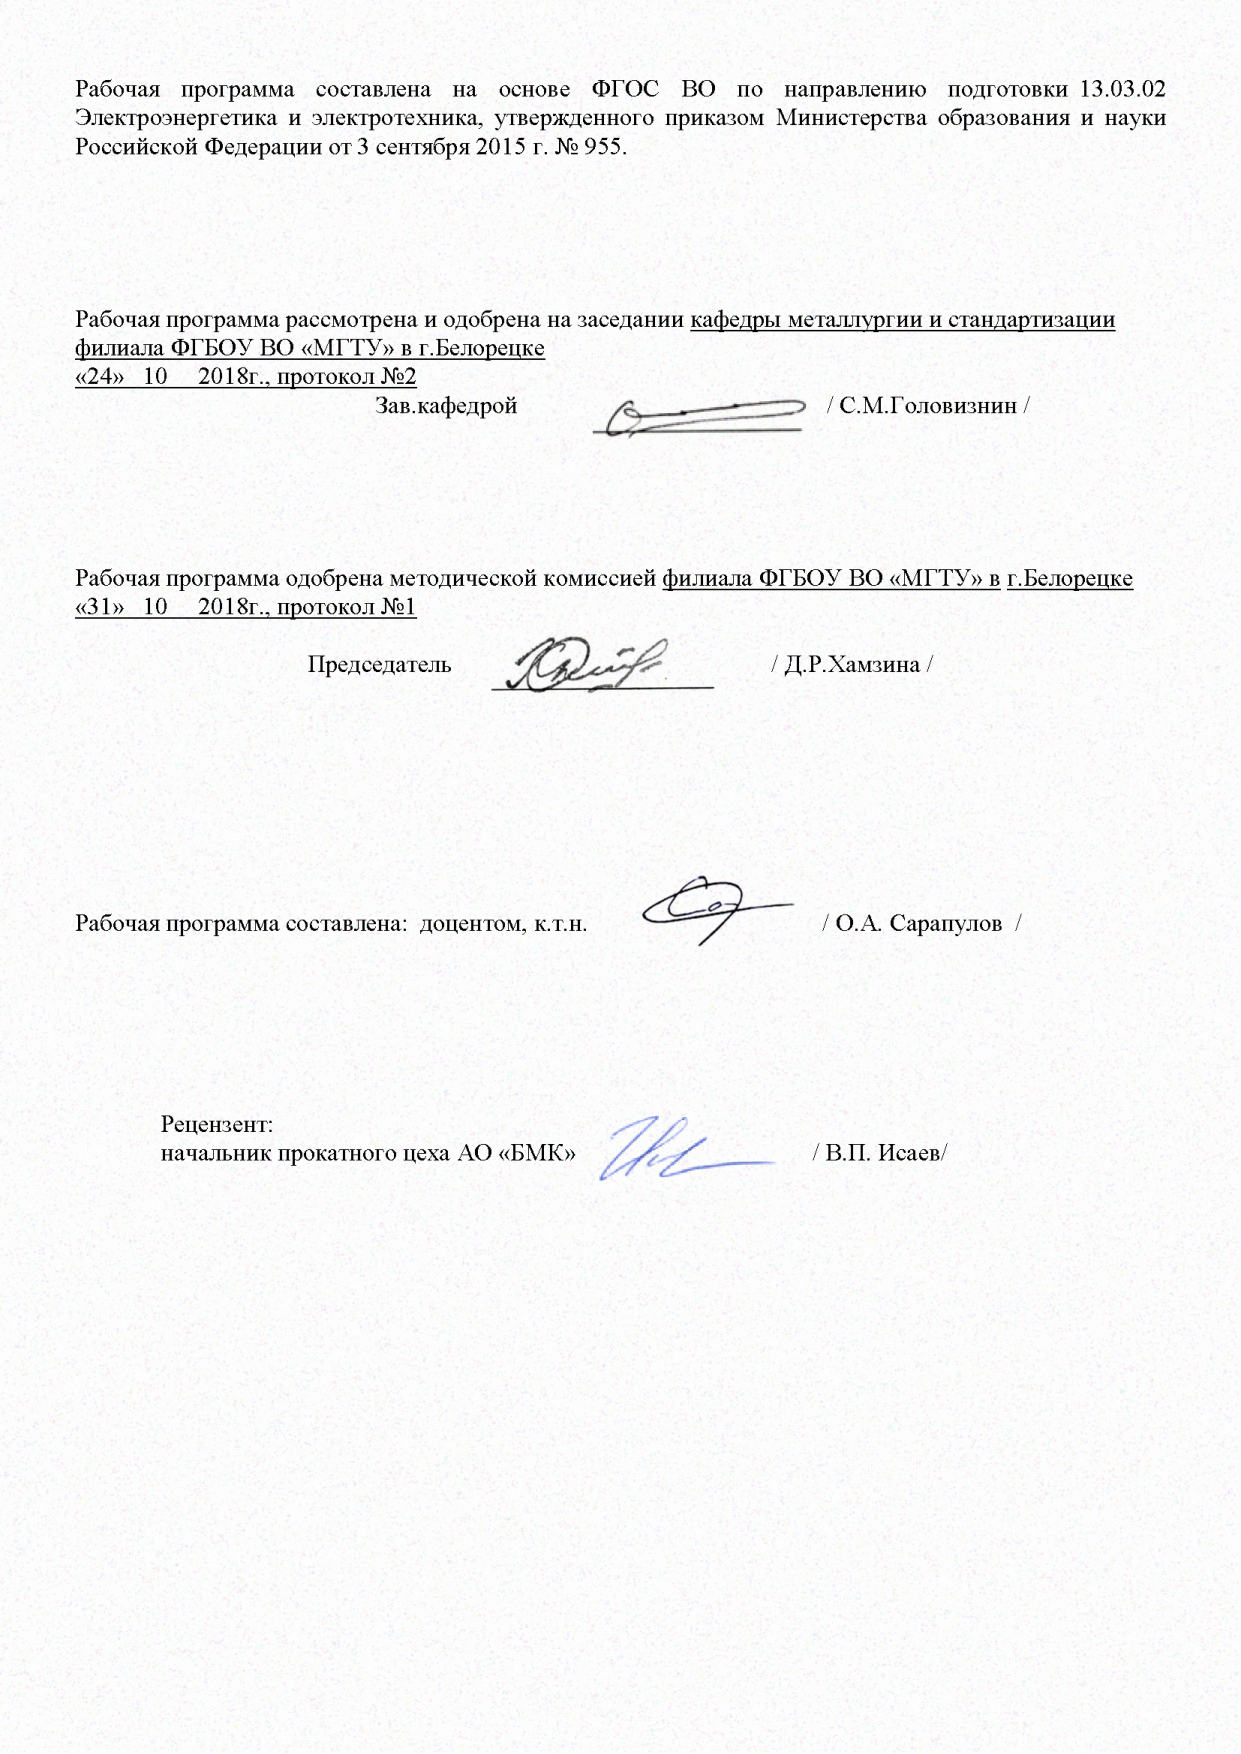 Рабочая программа составлена на основе ФГОС ВО по направлению подготовки 13.03.02
Электроэнергетика и электротехника, утвержденного приказом Министерства образования и науки
Российской Федерации от 3 сентября 2015 г. № 955.
Рабочая программа рассмотрена и одобрена на заседании кафедры металлургии и стандартизации
филиала ФГБОУ ВО «МГТУ» в г.Белорецке
«24» 10 2018г., протокол №2
Зав.кафедрой / С.М.Головизнин /
Рабочая программа одобрена методической комиссией филиала ФГБОУ ВО «МГТУ» в г.Белорецке
«31» 10 2018г., протокол №1
Председатель / Д.Р.Хамзина /
Рабочая программа составлена: доцентом, к.т.н. / О.А. Сарапулов /
Рецензент:
начальник прокатного цеха АО «БМК» / В.П. Исаев/